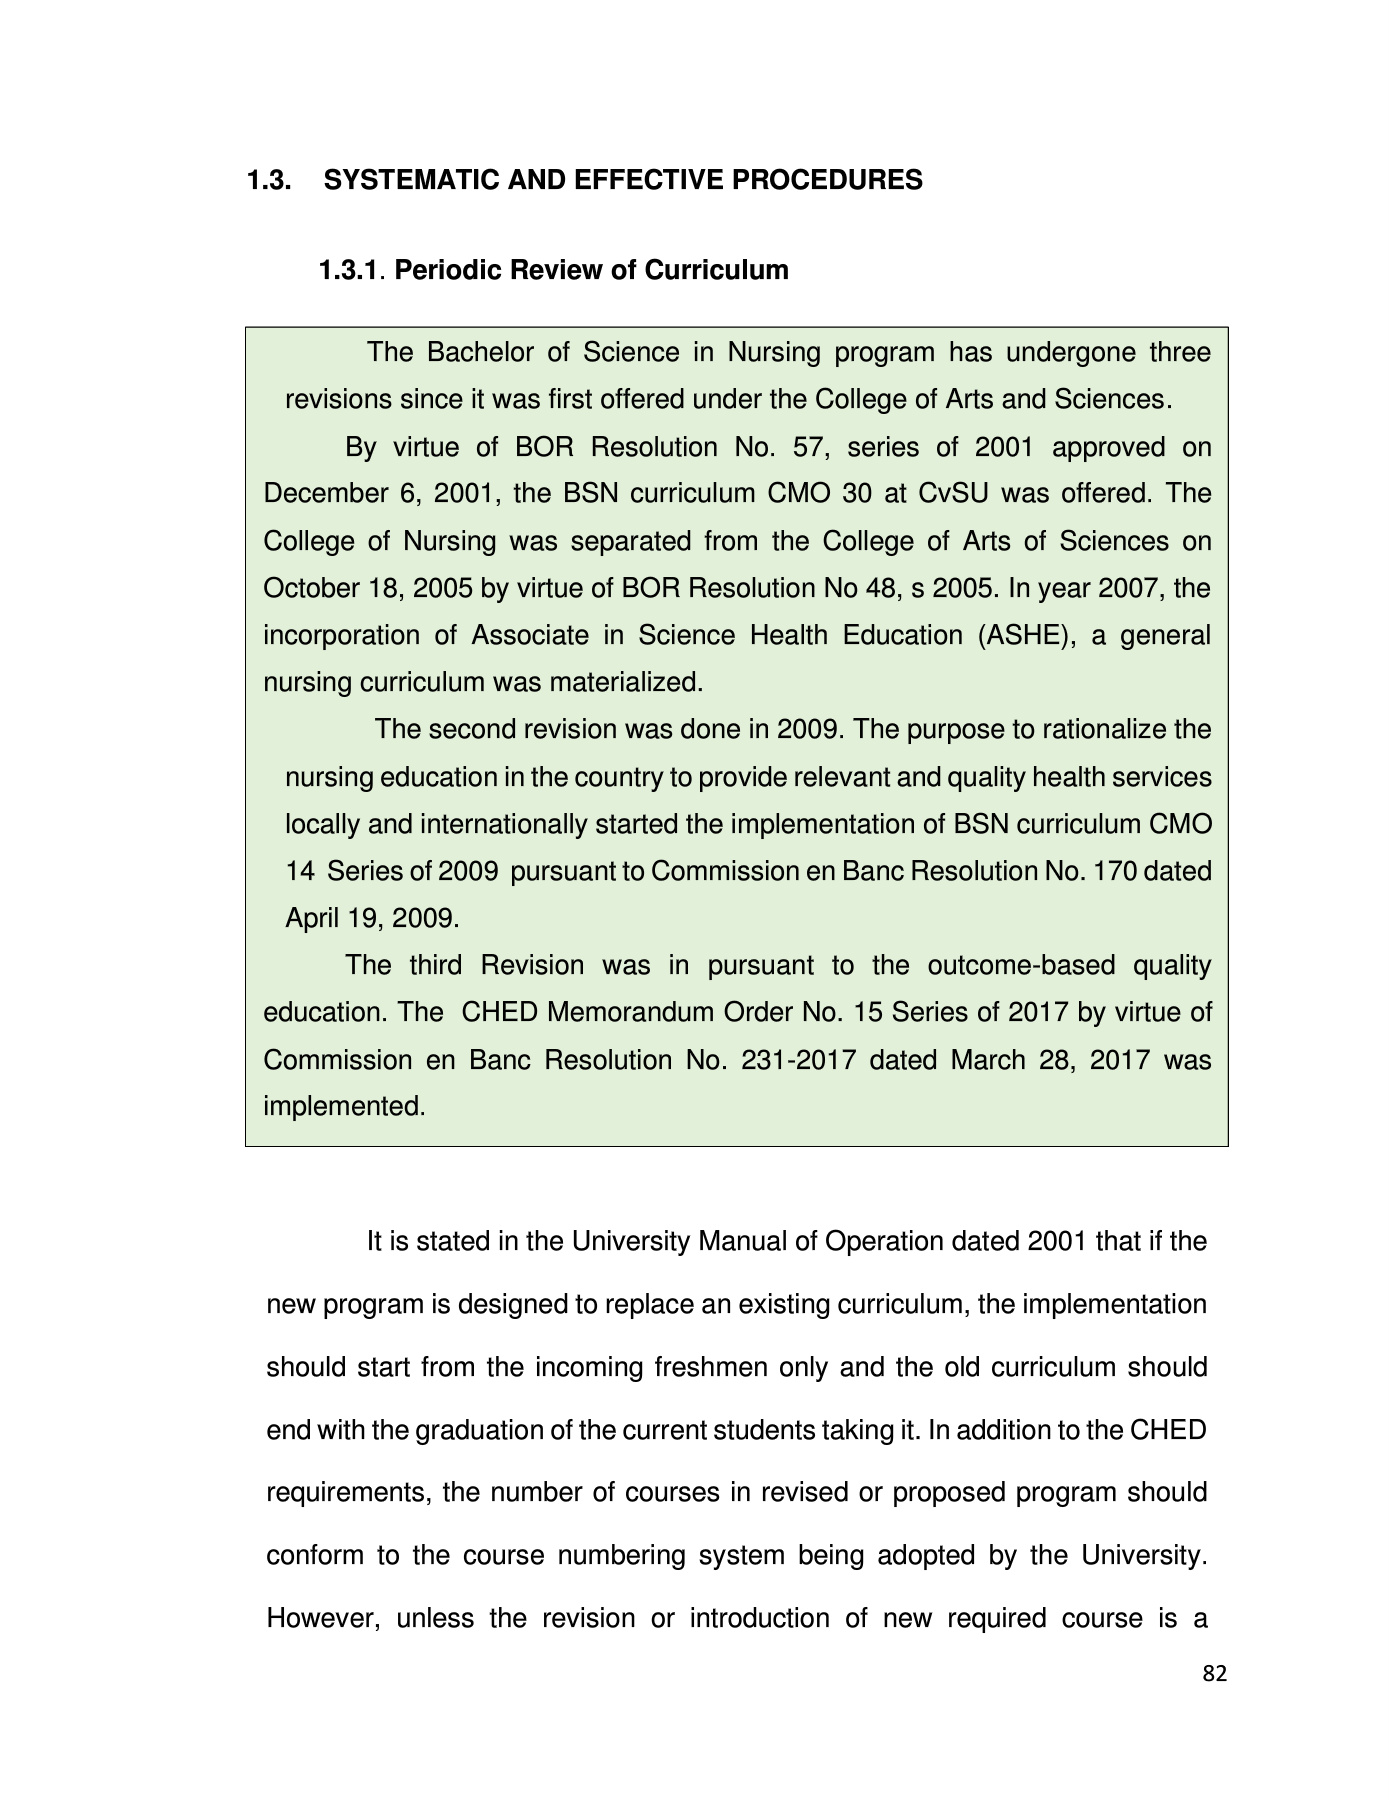 1.3. SYSTEMATIC AND EFFECTIVE PROCEDURES
1.3.1. Periodic Review of Curriculum
The Bachelor of Science in Nursing program has undergone three
revisions since it was first offered under the College of Arts and Sciences.
By virtue of BOR Resolution No. 57, series of 2001 approved on
December 6, 2001, the BSN curriculum CMO 30 at CvSU was offered. The
College of Nursing was separated from the College of Arts of Sciences on
October 18, 2005 by virtue of BOR Resolution No 48, s 2005. In year 2007, the
incorporation of Associate in Science Health Education (ASHE), a general
nursing curriculum was materialized.
The second revision was done in 2009. The purpose to rationalize the
nursing education in the country to provide relevant and quality health services
locally and internationally started the implementation of BSN curriculum CMO
14 Series of 2009 pursuant to Commission en Banc Resolution No. 170 dated
April 19, 2009.
The third Revision was in pursuant to the outcome-based quality
education. The CHED Memorandum Order No. 15 Series of 2017 by virtue of
Commission en Banc Resolution No. 231-2017 dated March 28, 2017 was
implemented.
It is stated in the University Manual of Operation dated 2001 that if the
new program is designed to replace an existing curriculum, the implementation
should start from the incoming freshmen only and the old curriculum should
end with the graduation of the current students taking it. In addition to the CHED
requirements, the number of courses in revised or proposed program should
conform to the course numbering system being adopted by the University.
However, unless the revision or introduction of new required course is a
82